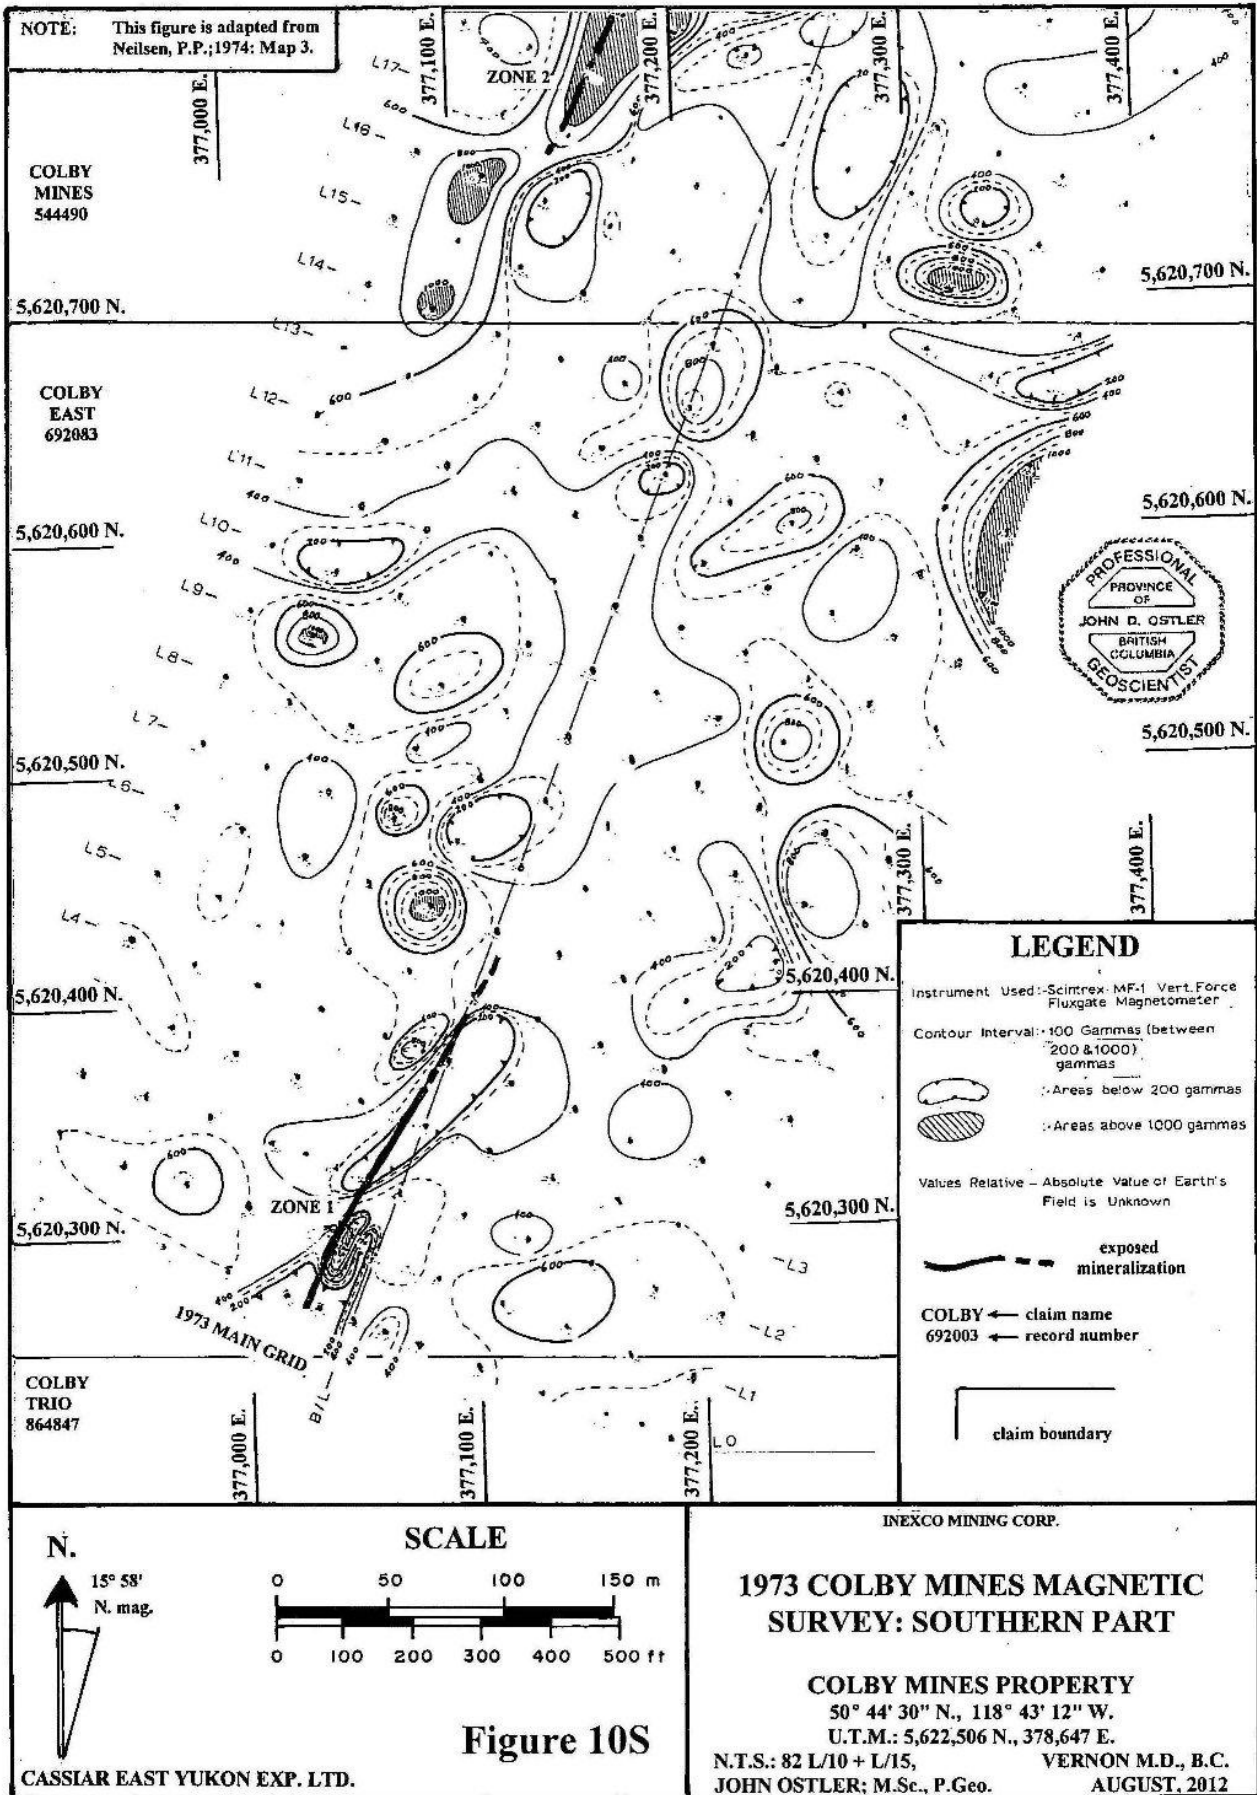 NOTE: This figure is adapted from
Neilsen, P.P.;1974: Map 3.
377,000 E.
377,100 E.
377,200 E.
377,300 E.
377,400 E.
ZONE 2
L17
L16
L15
L14
L13
L12
L11
L10
L9
L8
L7
L6
L5
L4
COLBY
MINES
544490
5,620,700 N.
5,620,700 N.
COLBY
EAST
692083
5,620,600 N.
5,620,600 N.
PROFESSIONAL
PROVINCE
OF
JOHN D. OSTLER
BRITISH
COLUMBIA
GEOSCIENTIST
5,620,500 N.
5,620,500 N.
377,300 E.
377,400 E.
5,620,400 N.
5,620,400 N.
ZONE 1
5,620,300 N.
5,620,300 N.
L3
L2
L1
L0
1973 MAIN GRID
B/L
COLBY
TRIO
864847
377,000 E.
377,100 E.
377,200 E.
LEGEND
Instrument Used:-Scintrex MF-1 Vert. Force
Fluxgate Magnetometer
Contour Interval:-100 Gammas (between
200 & 1000)
gammas
:-Areas below 200 gammas
:-Areas above 1000 gammas
Values Relative - Absolute Value of Earth's
Field is Unknown
exposed
mineralization
COLBY ← claim name
692003 ← record number
claim boundary
N.
15° 58'
N. mag.
SCALE
0 50 100 150 m
0 100 200 300 400 500 ft
Figure 10S
CASSIAR EAST YUKON EXP. LTD.
INEXCO MINING CORP.
1973 COLBY MINES MAGNETIC
SURVEY: SOUTHERN PART
COLBY MINES PROPERTY
50° 44' 30" N., 118° 43' 12" W.
U.T.M.: 5,622,506 N., 378,647 E.
N.T.S.: 82 L/10 + L/15, VERNON M.D., B.C.
JOHN OSTLER; M.Sc., P.Geo. AUGUST, 2012